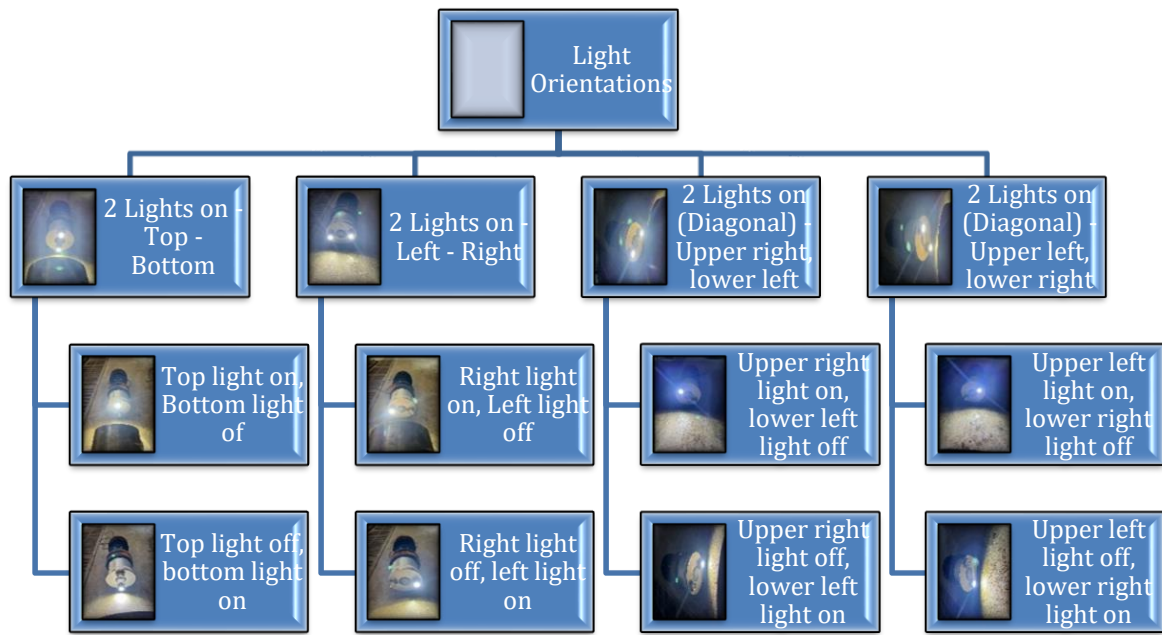 Light
Orientations
2 Lights on -
Top -
Bottom
2 Lights on -
Left - Right
2 Lights on
(Diagonal) -
Upper right,
lower left
2 Lights on
(Diagonal) -
Upper left,
lower right
Top light on,
Bottom light
of
Right light
on, Left light
off
Upper right
light on,
lower left
light off
Upper left
light on,
lower right
light off
Top light off,
bottom light
on
Right light
off, left light
on
Upper right
light off,
lower left
light on
Upper left
light off,
lower right
light on